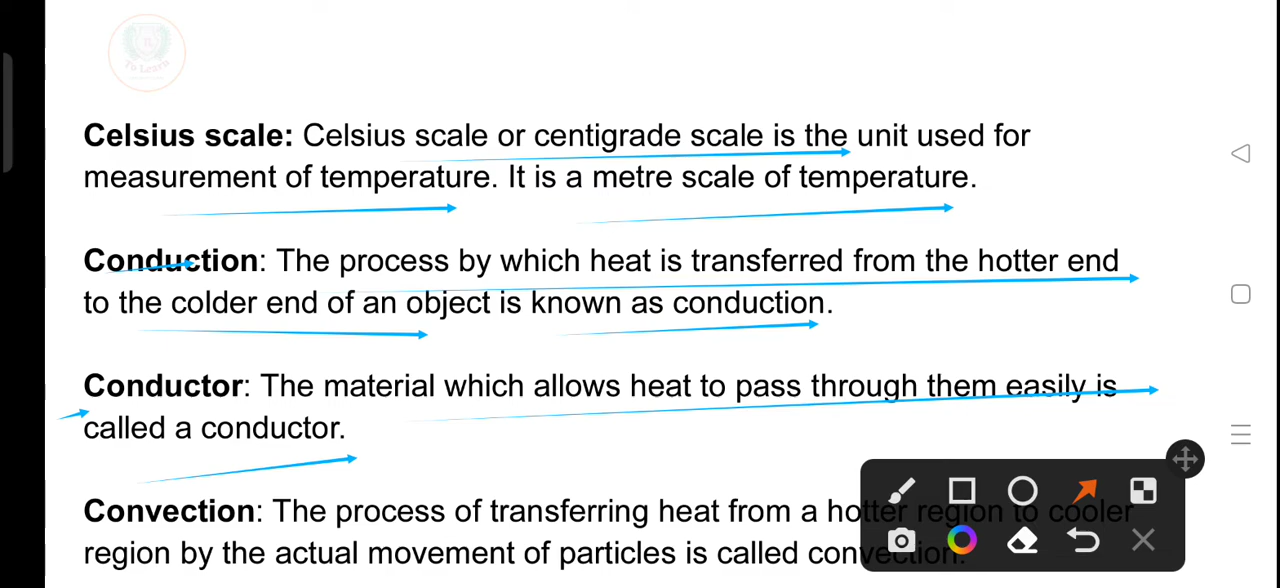 To Learn
Celsius scale: Celsius scale or centigrade scale is the unit used for
measurement of temperature. It is a metre scale of temperature.
Conduction: The process by which heat is transferred from the hotter end
to the colder end of an object is known as conduction.
Conductor: The material which allows heat to pass through them easily is
called a conductor.
Convection: The process of transferring heat from a hotter region to cooler
region by the actual movement of particles is called convection.